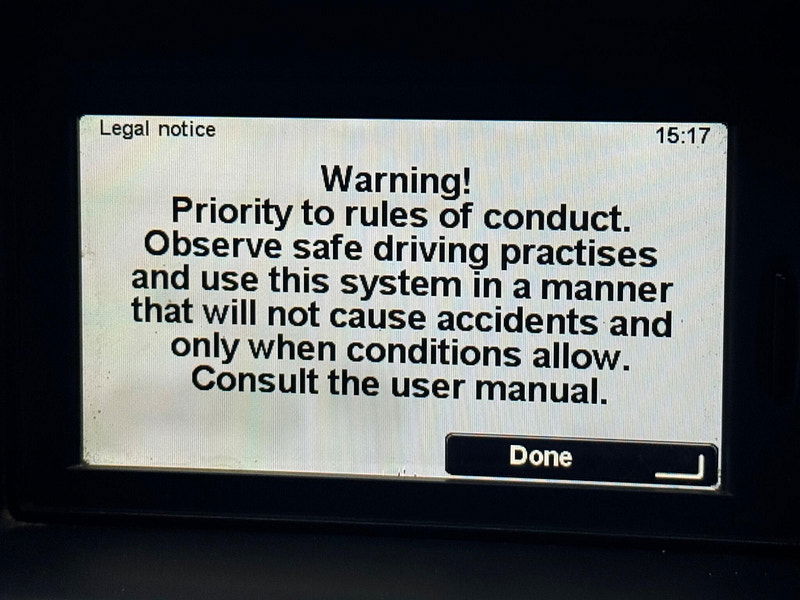 Legal notice
15:17
Warning!
Priority to rules of conduct.
Observe safe driving practises
and use this system in a manner
that will not cause accidents and
only when conditions allow.
Consult the user manual.
Done